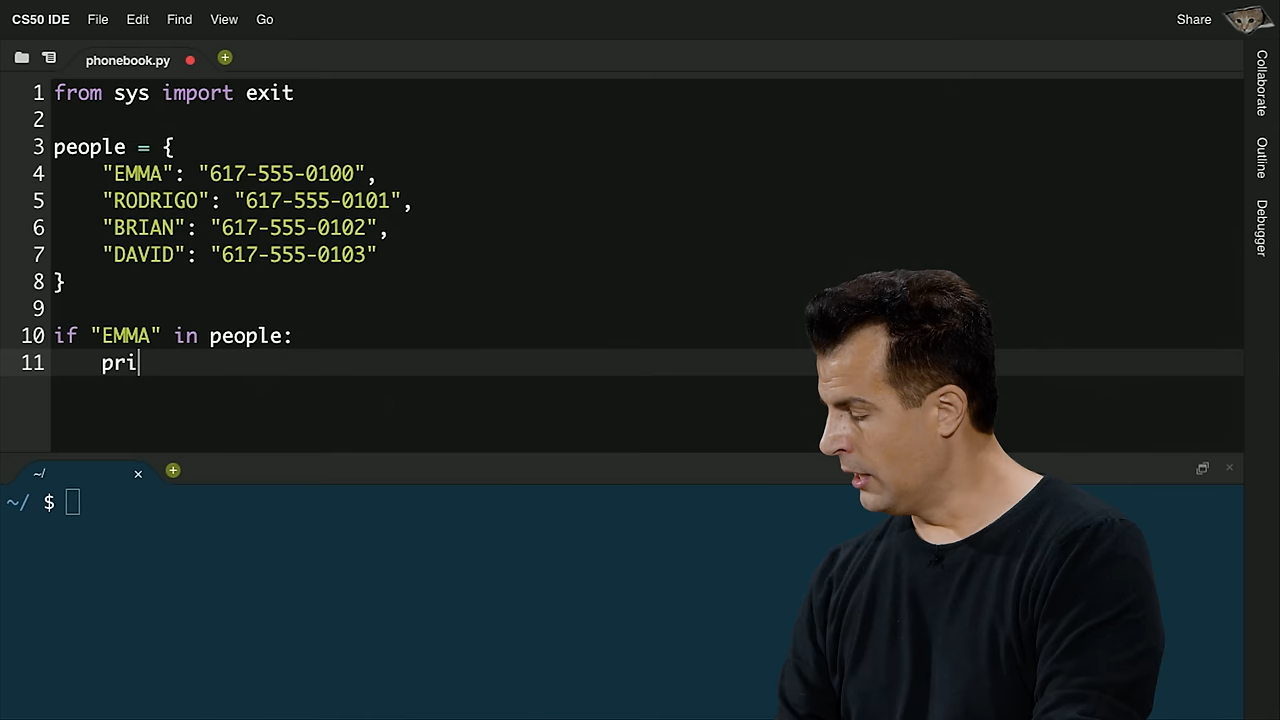 CS50 IDE File Edit Find View Go Share
phonebook.py
1 from sys import exit
2
3 people = {
4 "EMMA": "617-555-0100",
5 "RODRIGO": "617-555-0101",
6 "BRIAN": "617-555-0102",
7 "DAVID": "617-555-0103"
8 }
9
10 if "EMMA" in people:
11 pri
~/
~/ $
Collaborate
Outline
Debugger